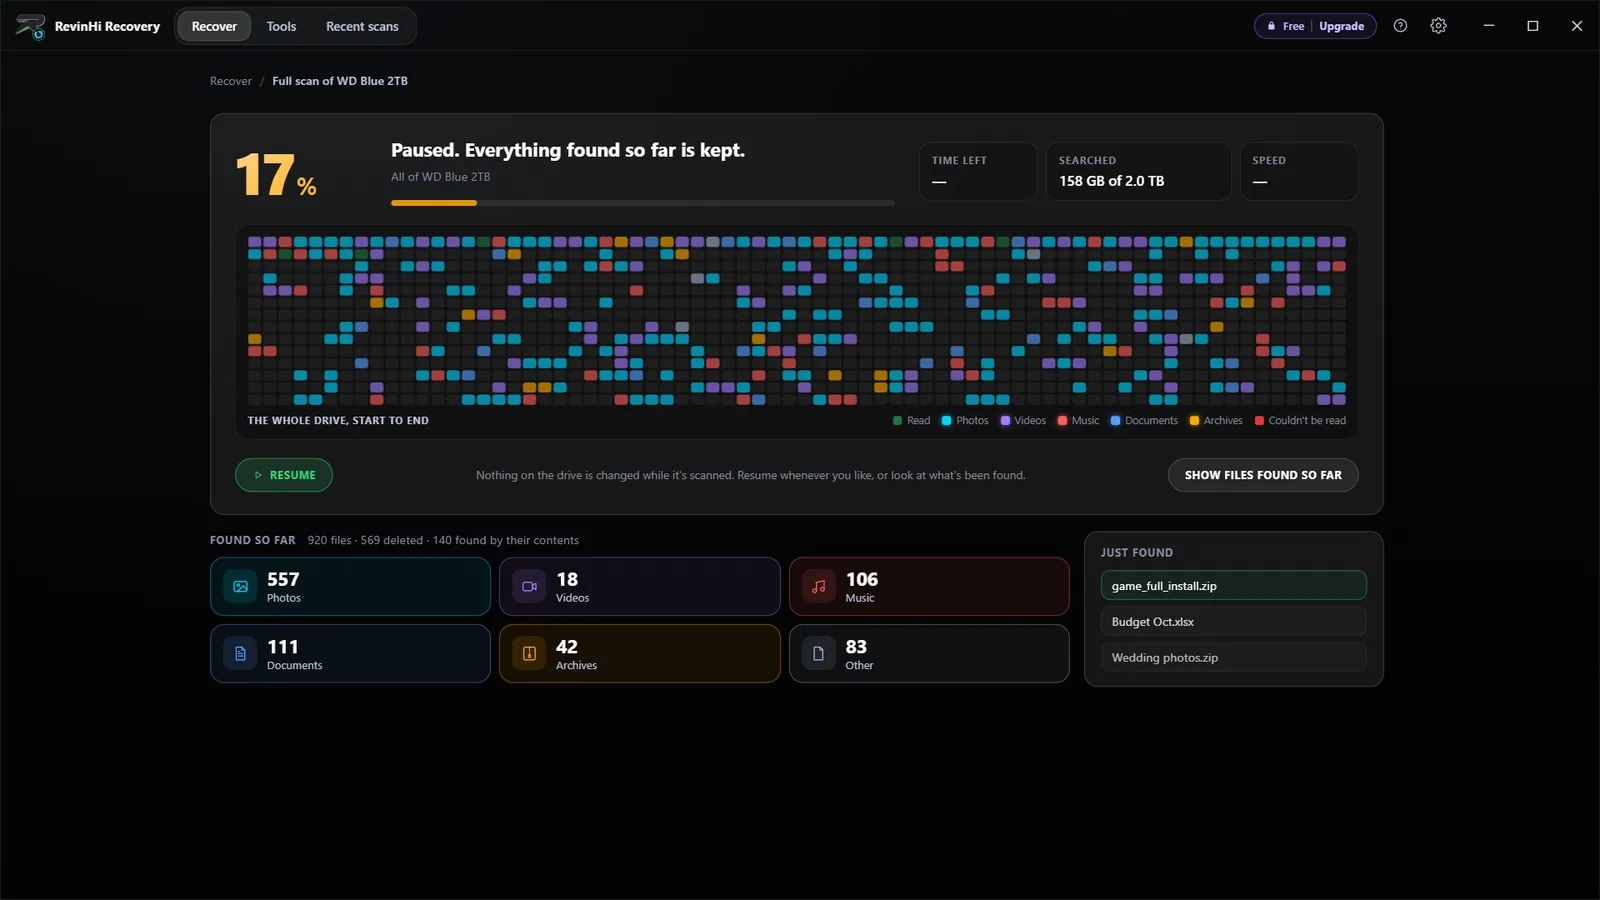 RevinHi Recovery
Recover
Tools
Recent scans
Free | Upgrade
Recover / Full scan of WD Blue 2TB
17%
Paused. Everything found so far is kept.
All of WD Blue 2TB
TIME LEFT
—
SEARCHED
158 GB of 2.0 TB
SPEED
—
THE WHOLE DRIVE, START TO END
Read
Photos
Videos
Music
Documents
Archives
Couldn't be read
RESUME
Nothing on the drive is changed while it's scanned. Resume whenever you like, or look at what's been found.
SHOW FILES FOUND SO FAR
FOUND SO FAR 920 files · 569 deleted · 140 found by their contents
557
Photos
18
Videos
106
Music
111
Documents
42
Archives
83
Other
JUST FOUND
game_full_install.zip
Budget Oct.xlsx
Wedding photos.zip